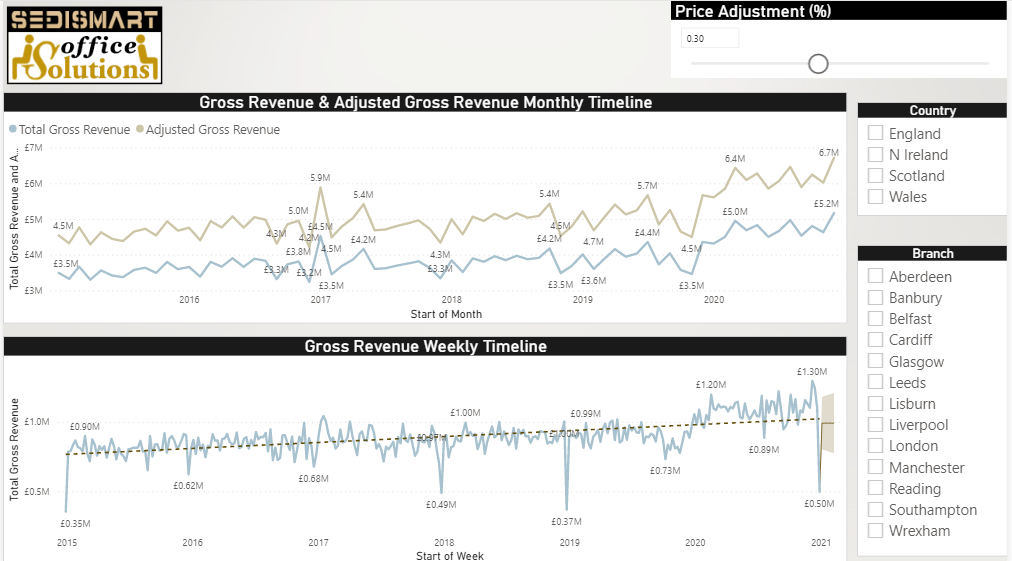 SEDISMART
office
Solutions
Price Adjustment (%)
0.30
Gross Revenue & Adjusted Gross Revenue Monthly Timeline
Total Gross Revenue Adjusted Gross Revenue
Total Gross Revenue and A...
£7M
£6M
£5M
£4M
£3M
4.5M
£3.5M
4.3M
£3.3M
5.0M
£3.8M
4.2M
£3.2M
5.9M
£4.5M
4.5M
£3.5M
5.4M
£4.2M
4.3M
£3.3M
5.4M
£4.2M
4.5M
£3.5M
4.7M
£3.6M
5.7M
£4.4M
4.5M
£3.5M
6.4M
£5.0M
6.7M
£5.2M
2016
2017
2018
2019
2020
Start of Month
Gross Revenue Weekly Timeline
Total Gross Revenue
£1.0M
£0.5M
£0.90M
£0.35M
£0.62M
£0.68M
£0.97M
£1.00M
£0.49M
£0.99M
£1.00M
£0.37M
£0.73M
£1.20M
£0.89M
£1.30M
£0.50M
2015
2016
2017
2018
2019
2020
2021
Start of Week
Country
England
N Ireland
Scotland
Wales
Branch
Aberdeen
Banbury
Belfast
Cardiff
Glasgow
Leeds
Lisburn
Liverpool
London
Manchester
Reading
Southampton
Wrexham